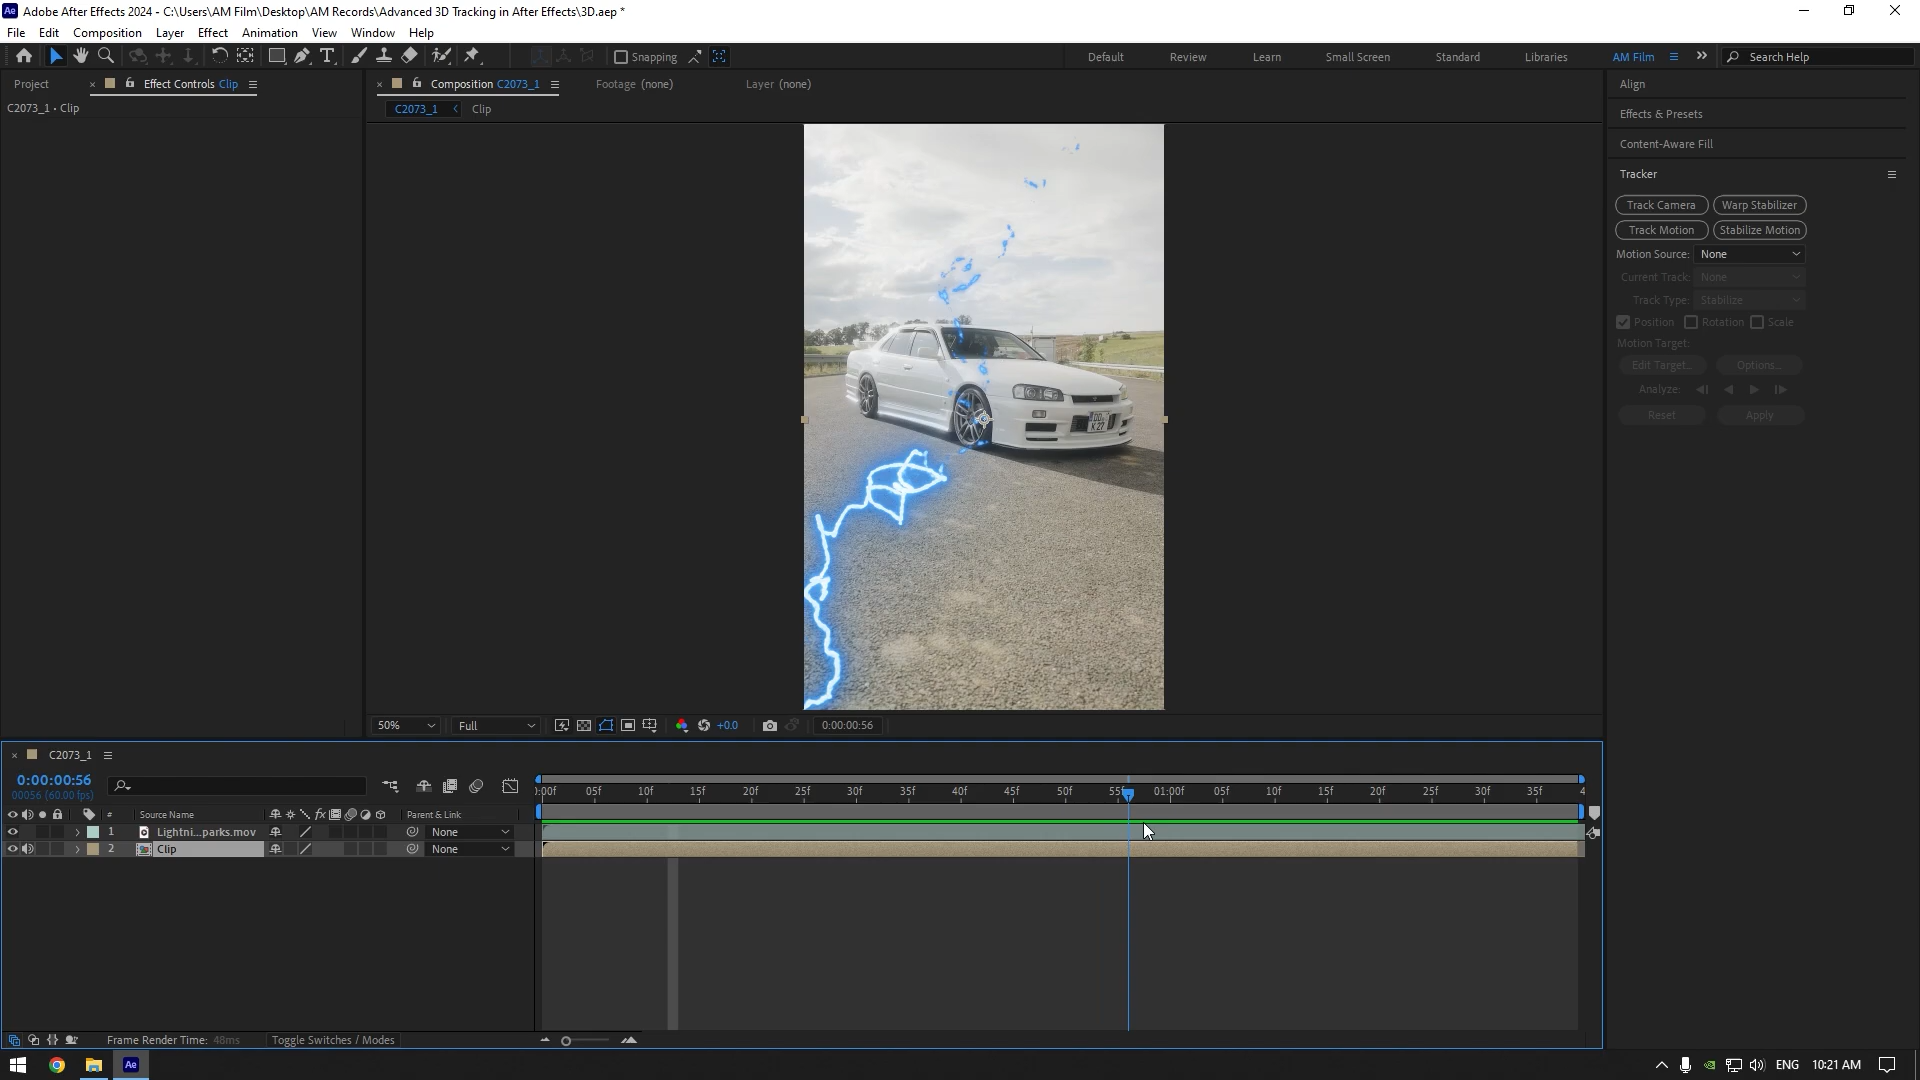 Adobe After Effects 2024 - C:\Users\AM Film\Desktop\AM Records\Advanced 3D Tracking in After Effects\3D.aep *
File Edit Composition Layer Effect Animation View Window Help
Snapping
Default Review Learn Small Screen Standard Libraries AM Film Search Help
Project Effect Controls Clip
Composition C2073_1 Footage (none) Layer (none)
C2073_1 • Clip
C2073_1 Clip
Align
Effects & Presets
Content-Aware Fill
Tracker
Track Camera Warp Stabilizer
Track Motion Stabilize Motion
Motion Source: None
Current Track: None
Track Type: Stabilize
Position Rotation Scale
Motion Target:
Edit Target... Options...
Analyze:
Reset Apply
K 27
50% Full +0.0 0:00:00:56
C2073_1
0:00:00:56
00056 (60.00 fps)
):00f 05f 10f 15f 20f 25f 30f 35f 40f 45f 50f 55f 01:00f 05f 10f 15f 20f 25f 30f 35f 4
# Source Name Parent & Link
1 Lightni...parks.mov None
2 Clip None
Frame Render Time: 48ms Toggle Switches / Modes
ENG 10:21 AM